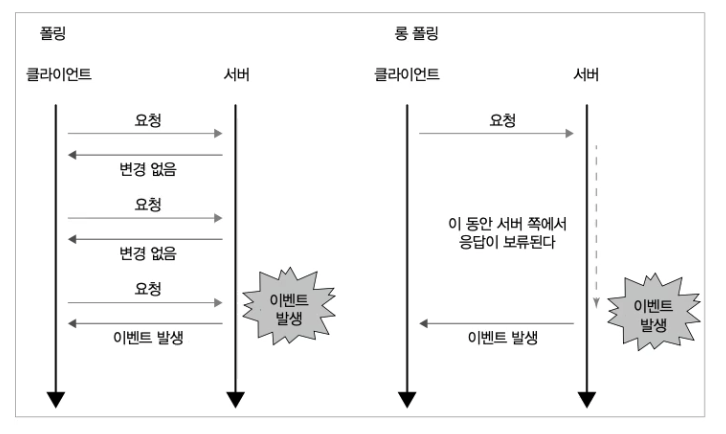 폴링
클라이언트
서버
요청
변경 없음
요청
변경 없음
요청
이벤트
발생
이벤트 발생
롱 폴링
클라이언트
서버
요청
이 동안 서버 쪽에서
응답이 보류된다
이벤트
발생
이벤트 발생